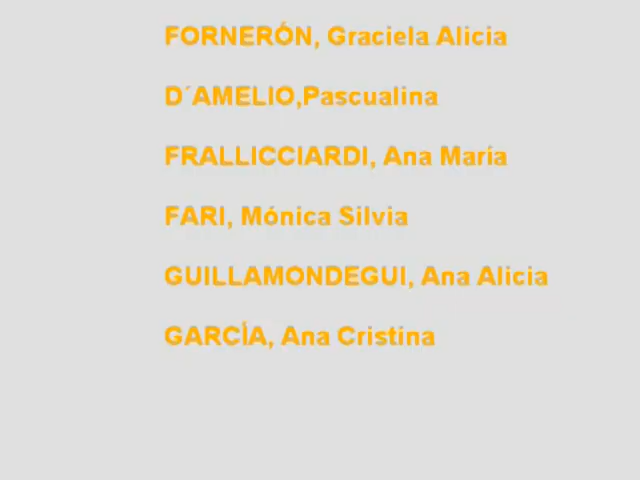 FORNERÓN, Graciela Alicia
D´AMELIO,Pascualina
FRALLICCIARDI, Ana María
FARI, Mónica Silvia
GUILLAMONDEGUI, Ana Alicia
GARCÍA, Ana Cristina